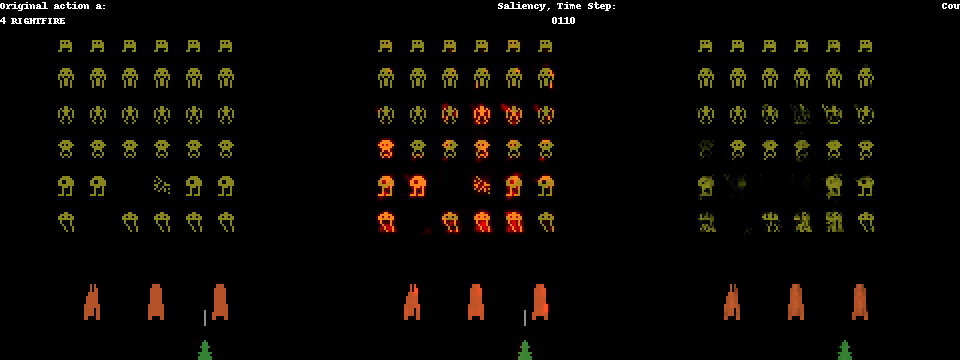 Original action a:
4 RIGHTFIRE
Saliency, Time Step:
0110
Cou